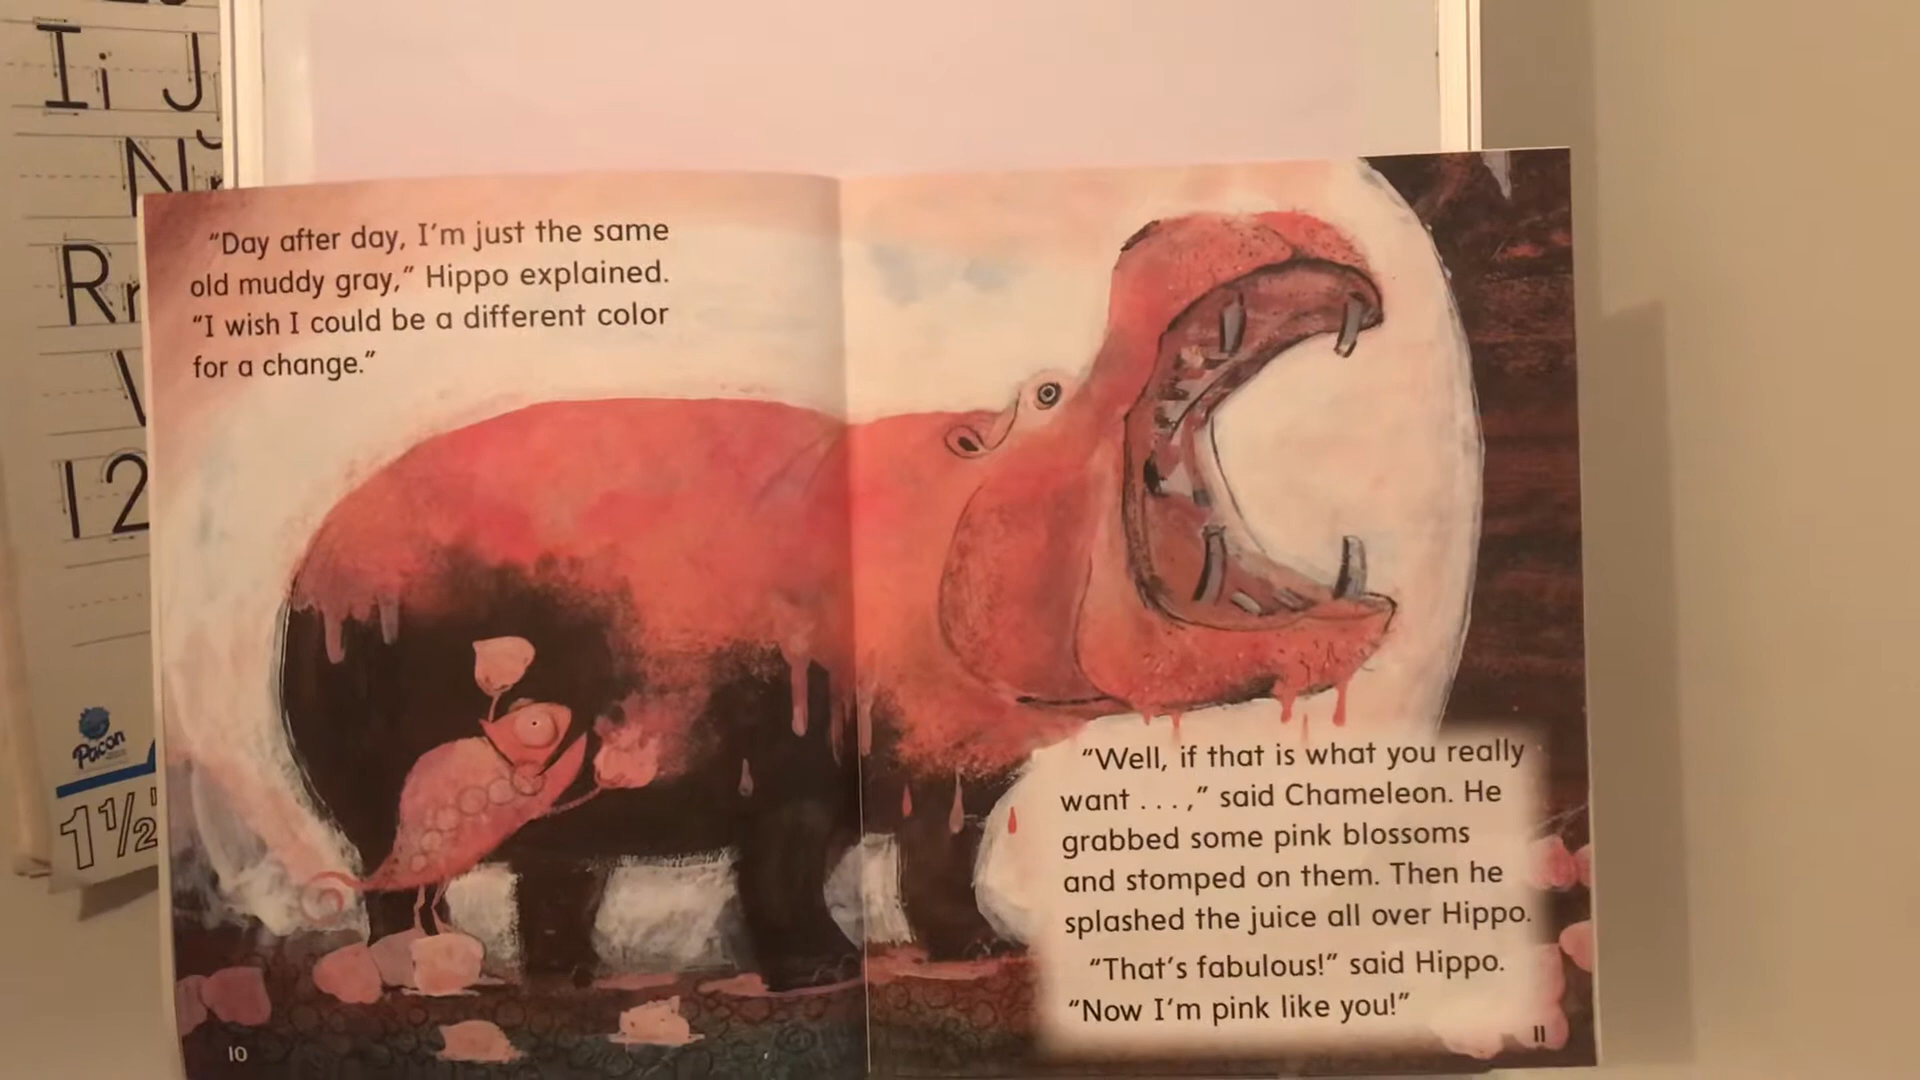 Ii J
N
Rr
V
12
Pacon
1 1/2
“Day after day, I’m just the same
old muddy gray,” Hippo explained.
“I wish I could be a different color
for a change.”
“Well, if that is what you really
want . . . ,” said Chameleon. He
grabbed some pink blossoms
and stomped on them. Then he
splashed the juice all over Hippo.
“That’s fabulous!” said Hippo.
“Now I’m pink like you!”
10
11